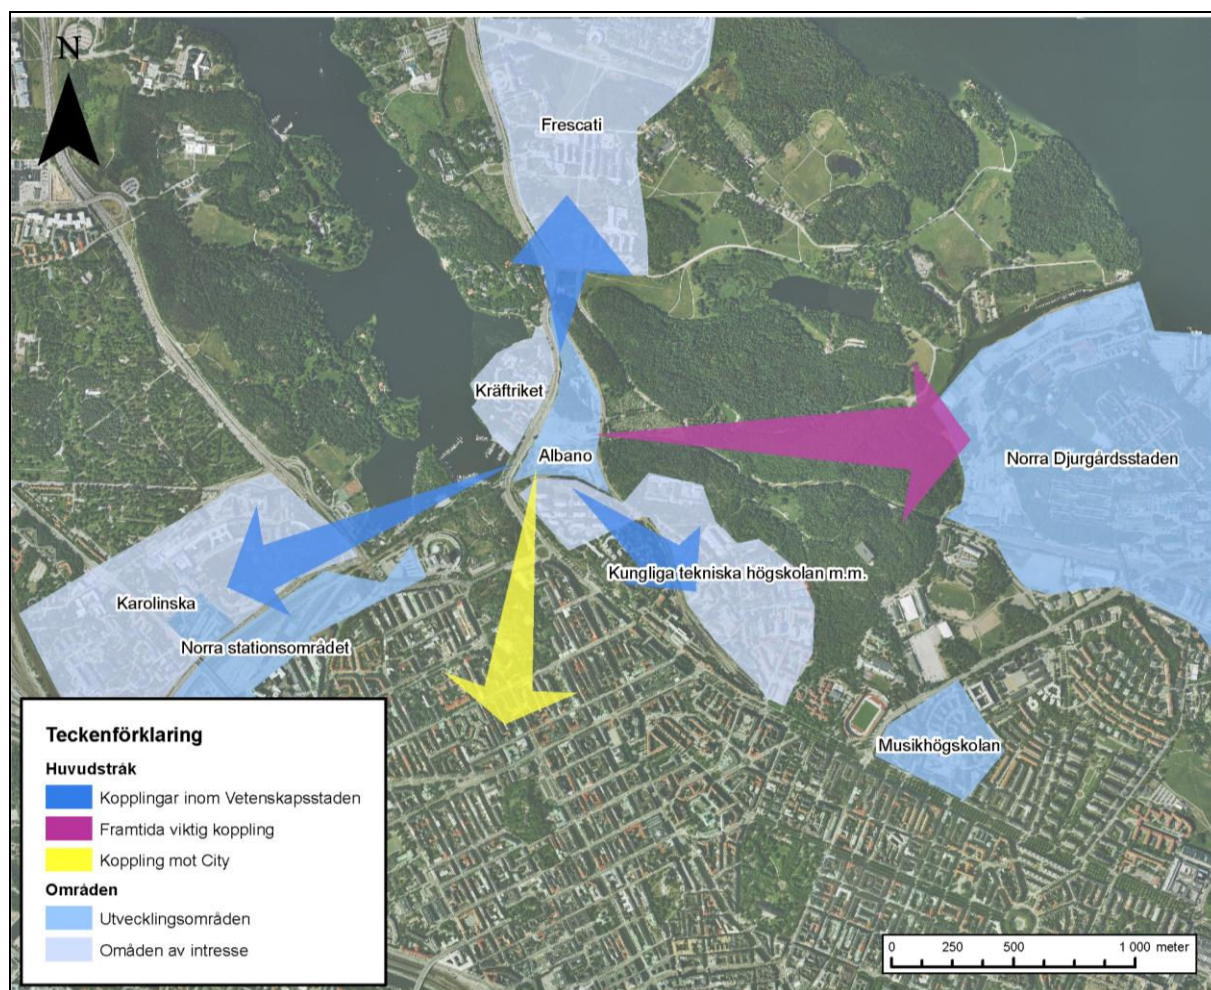 N
Frescati
Kräftriket
Albano
Norra Djurgårdsstaden
Kungliga tekniska högskolan m.m.
Karolinska
Norra stationsområdet
Musikhögskolan
Teckenförklaring
Huvudstråk
Kopplingar inom Vetenskapsstaden
Framtida viktig koppling
Koppling mot City
Områden
Utvecklingsområden
Omåden av intresse
0 250 500 1 000 meter